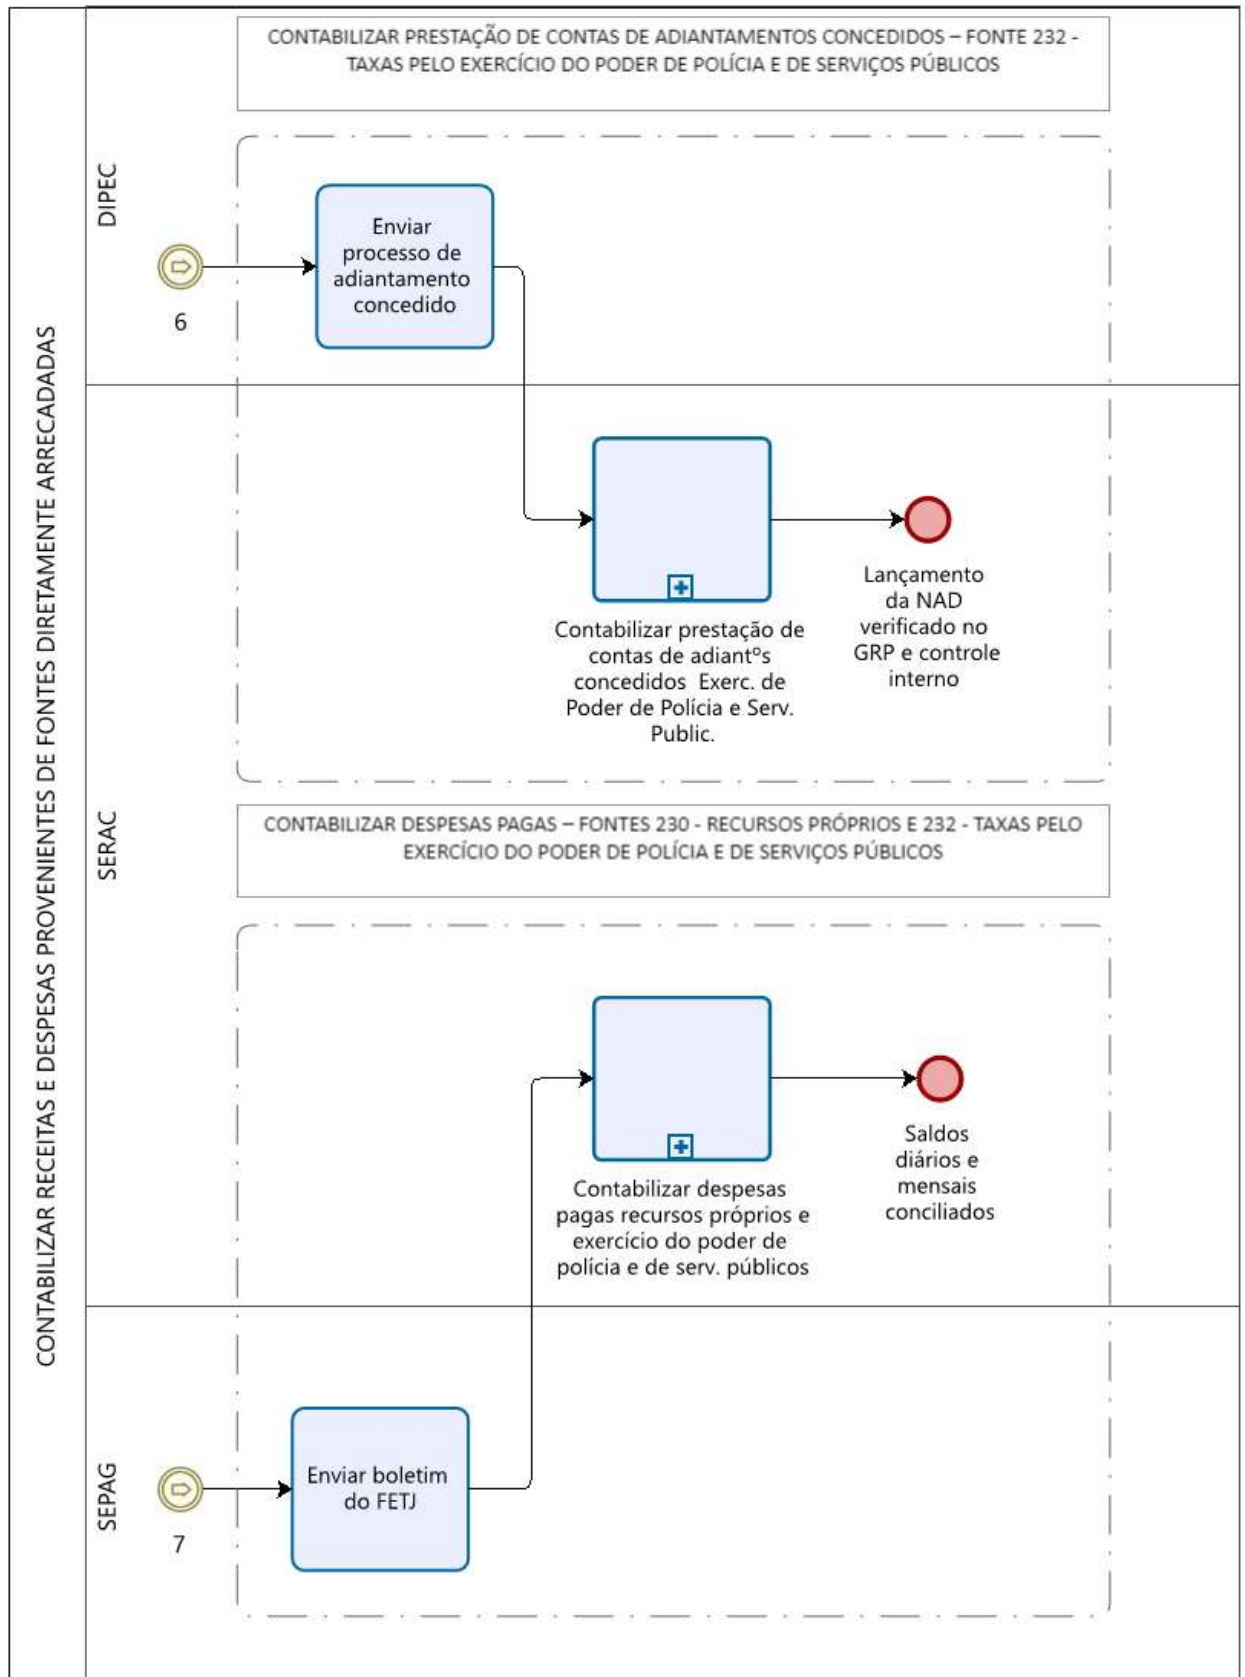 CONTABILIZAR RECEITAS E DESPESAS PROVENIENTES DE FONTES DIRETAMENTE ARRECADADAS
CONTABILIZAR PRESTAÇÃO DE CONTAS DE ADIANTAMENTOS CONCEDIDOS – FONTE 232 -
TAXAS PELO EXERCÍCIO DO PODER DE POLÍCIA E DE SERVIÇOS PÚBLICOS
DIPEC
6
Enviar
processo de
adiantamento
concedido
SERAC
Contabilizar prestação de
contas de adiantºs
concedidos Exerc. de
Poder de Polícia e Serv.
Public.
Lançamento
da NAD
verificado no
GRP e controle
interno
CONTABILIZAR DESPESAS PAGAS – FONTES 230 - RECURSOS PRÓPRIOS E 232 - TAXAS PELO
EXERCÍCIO DO PODER DE POLÍCIA E DE SERVIÇOS PÚBLICOS
Contabilizar despesas
pagas recursos próprios e
exercício do poder de
polícia e de serv. públicos
Saldos
diários e
mensais
conciliados
SEPAG
7
Enviar boletim
do FETJ